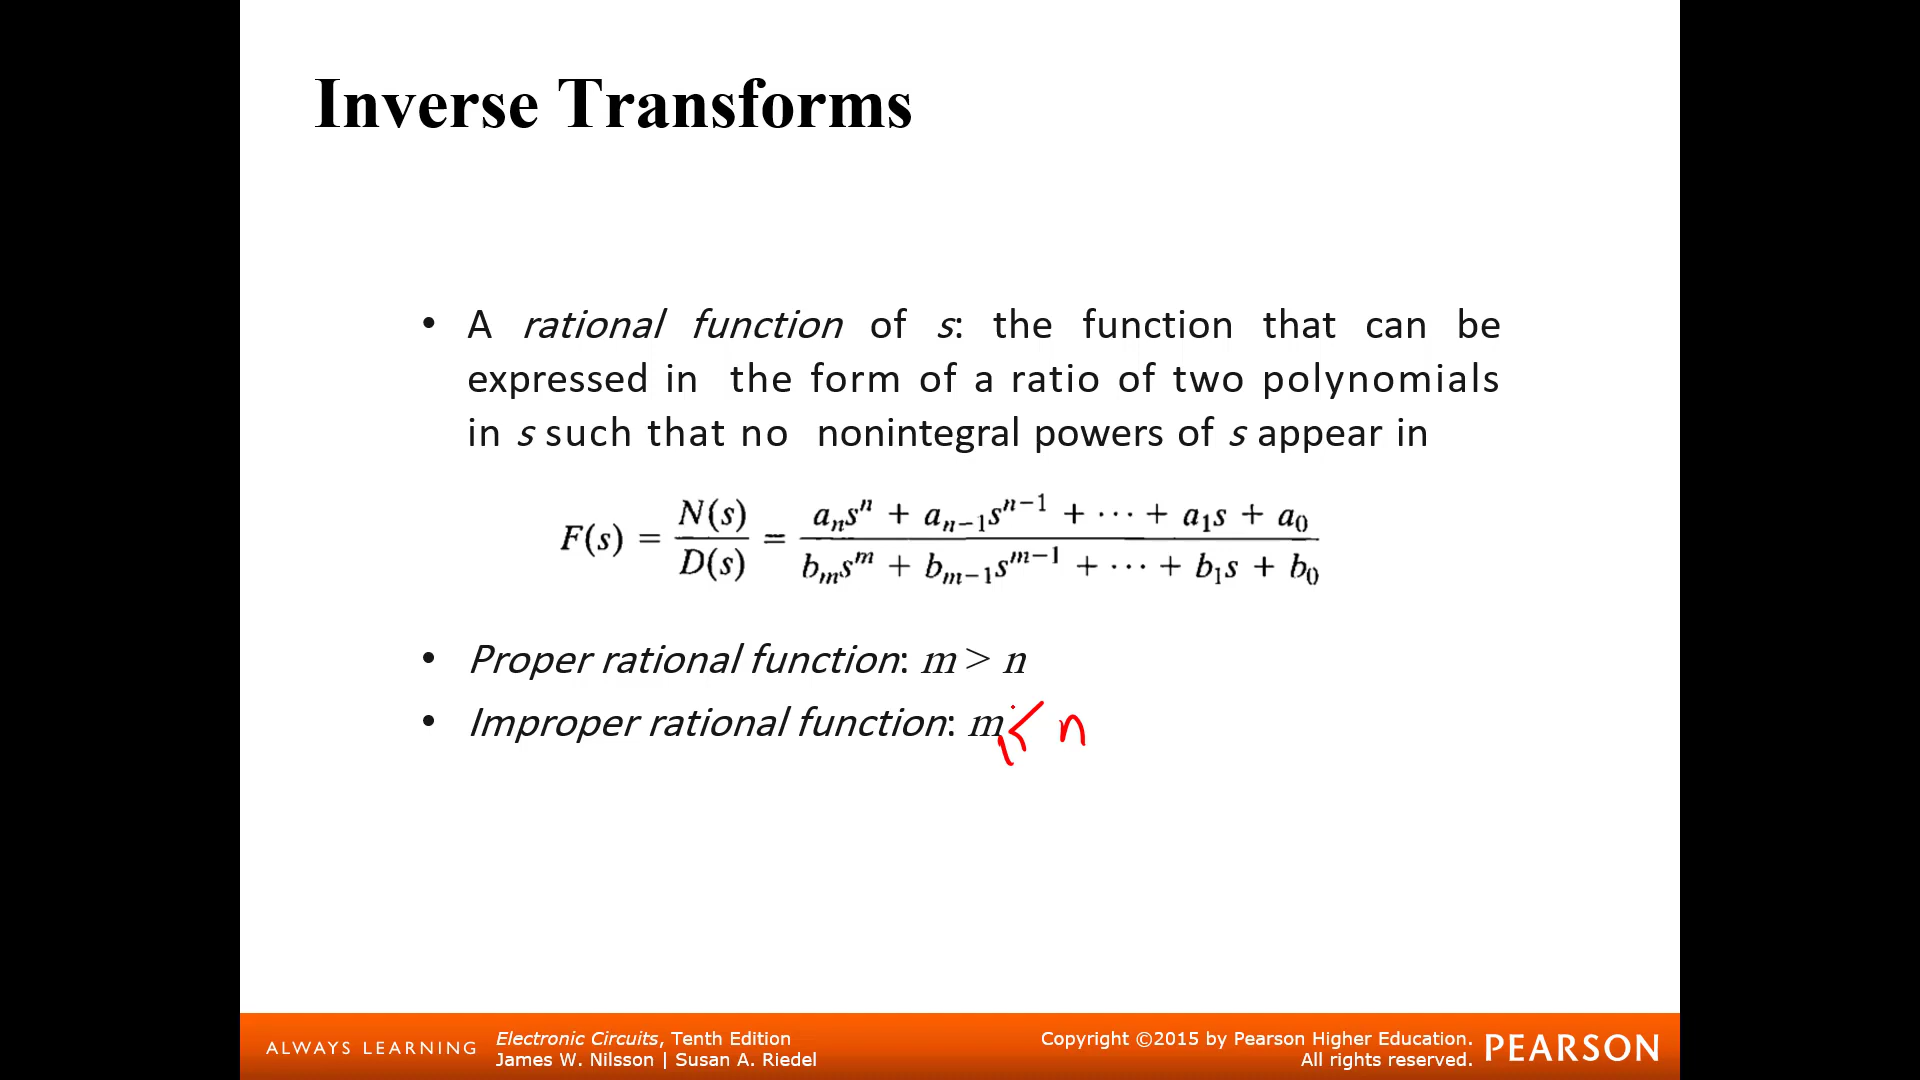 Inverse Transforms
• A rational function of s: the function that can be
expressed in the form of a ratio of two polynomials
in s such that no nonintegral powers of s appear in
F(s) = N(s)/D(s) = (aₙsⁿ + aₙ₋₁sⁿ⁻¹ + ··· + a₁s + a₀)/(bₘsᵐ + bₘ₋₁sᵐ⁻¹ + ··· + b₁s + b₀)
• Proper rational function: m > n
• Improper rational function: m < n
ALWAYS LEARNING
Electronic Circuits, Tenth Edition
James W. Nilsson | Susan A. Riedel
Copyright ©2015 by Pearson Higher Education.
All rights reserved.
PEARSON